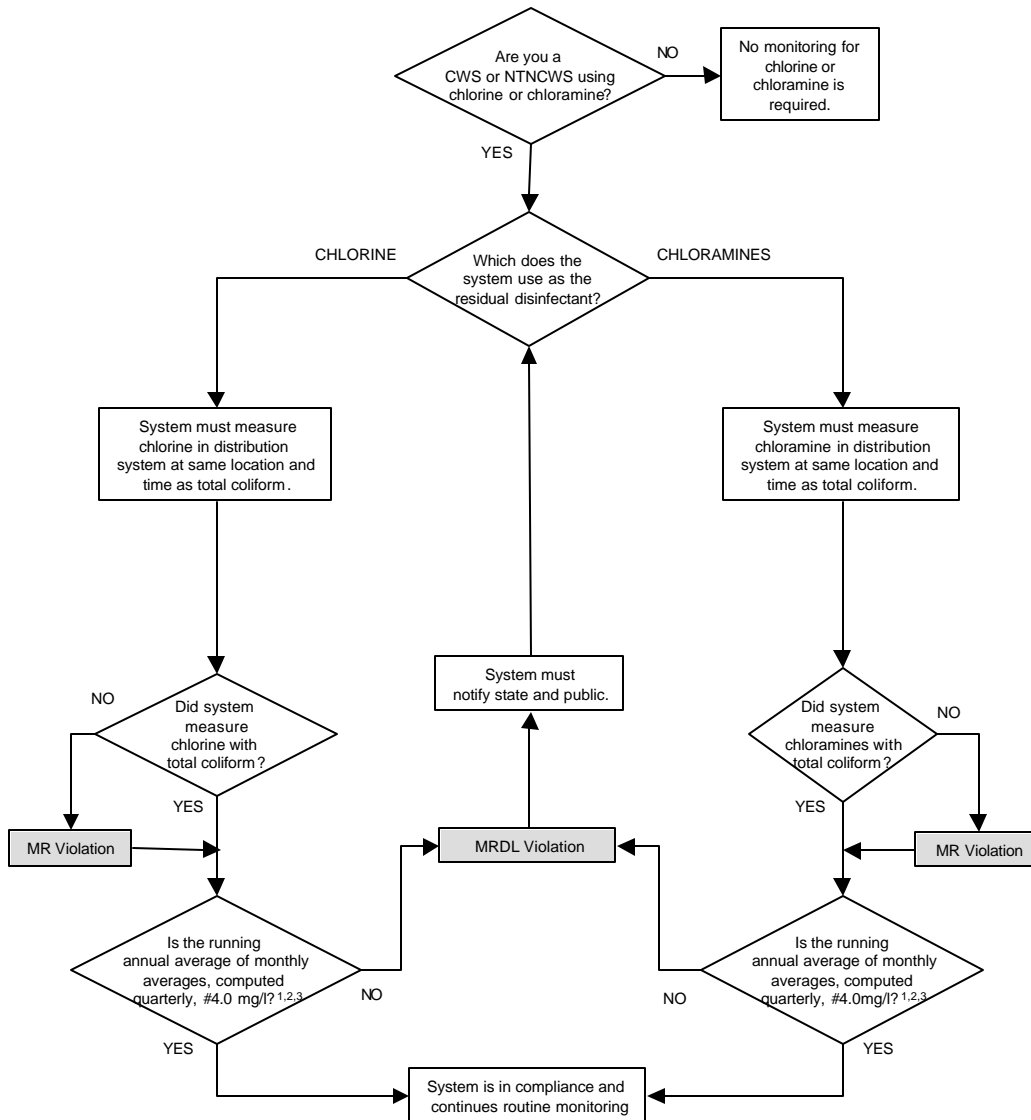 Are you a
CWS or NTNCWS using
chlorine or chloramine?
NO
No monitoring for
chlorine or
chloramine is
required.
YES
CHLORINE
Which does the
system use as the
residual disinfectant?
CHLORAMINES
System must measure
chlorine in distribution
system at same location and
time as total coliform.
System must measure
chloramine in distribution
system at same location and
time as total coliform.
System must
notify state and public.
NO
Did system
measure
chlorine with
total coliform?
YES
Did system
measure
chloramines with
total coliform?
NO
YES
MR Violation
MRDL Violation
MR Violation
Is the running
annual average of monthly
averages, computed
quarterly, #4.0 mg/l? 1,2,3
NO
YES
Is the running
annual average of monthly
averages, computed
quarterly, #4.0mg/l? 1,2,3
NO
YES
System is in compliance and
continues routine monitoring